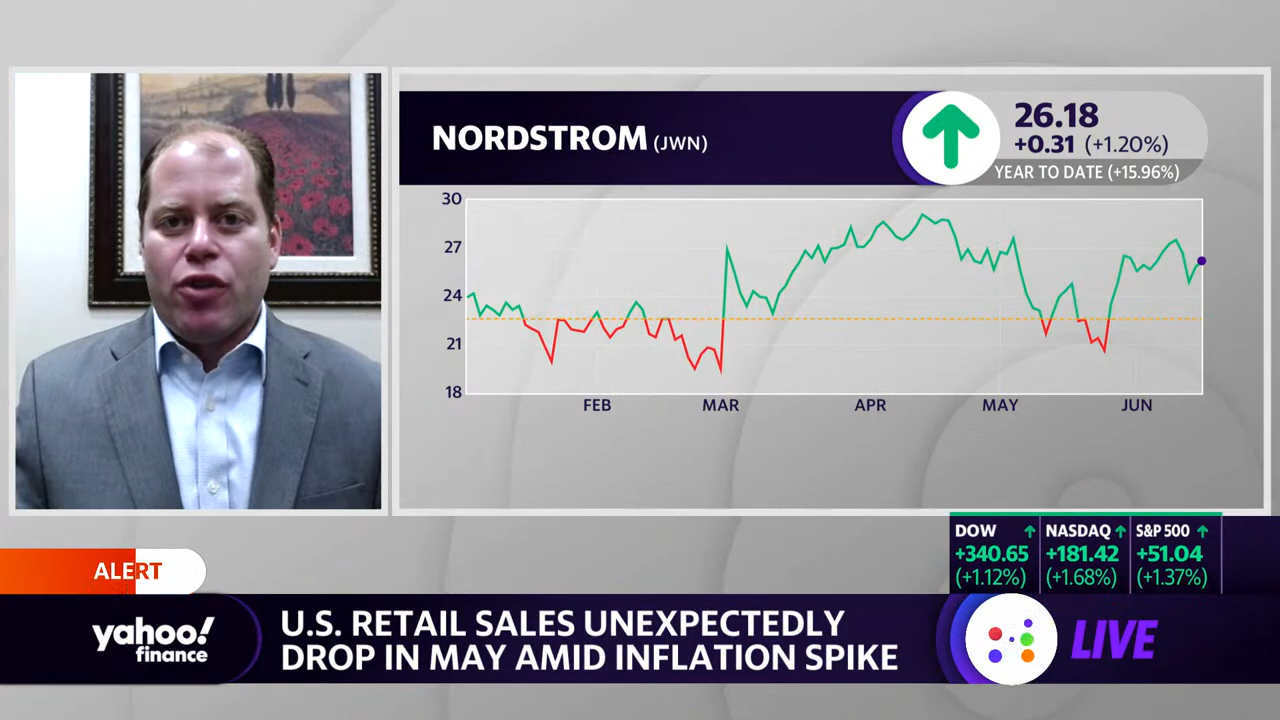 NORDSTROM (JWN)
26.18
+0.31 (+1.20%)
YEAR TO DATE (+15.96%)
30
27
24
21
18
FEB MAR APR MAY JUN
DOW
+340.65
(+1.12%)
NASDAQ
+181.42
(+1.68%)
S&P 500
+51.04
(+1.37%)
ALERT
yahoo!
finance
U.S. RETAIL SALES UNEXPECTEDLY
DROP IN MAY AMID INFLATION SPIKE
LIVE